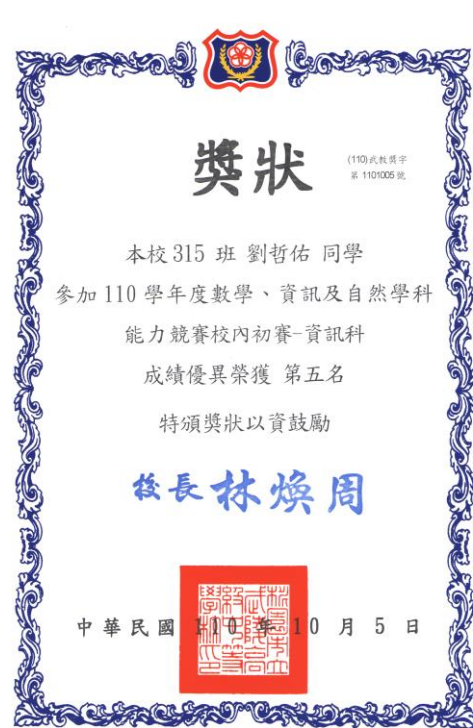 獎狀
(110)武教獎字
第 1101005 號
本校 315 班 劉哲佑 同學
參加 110 學年度數學、資訊及自然學科
能力競賽校內初賽-資訊科
成績優異榮獲 第五名
特頒獎狀以資鼓勵
校長 林煥周
中華民國 110 年 10 月 5 日